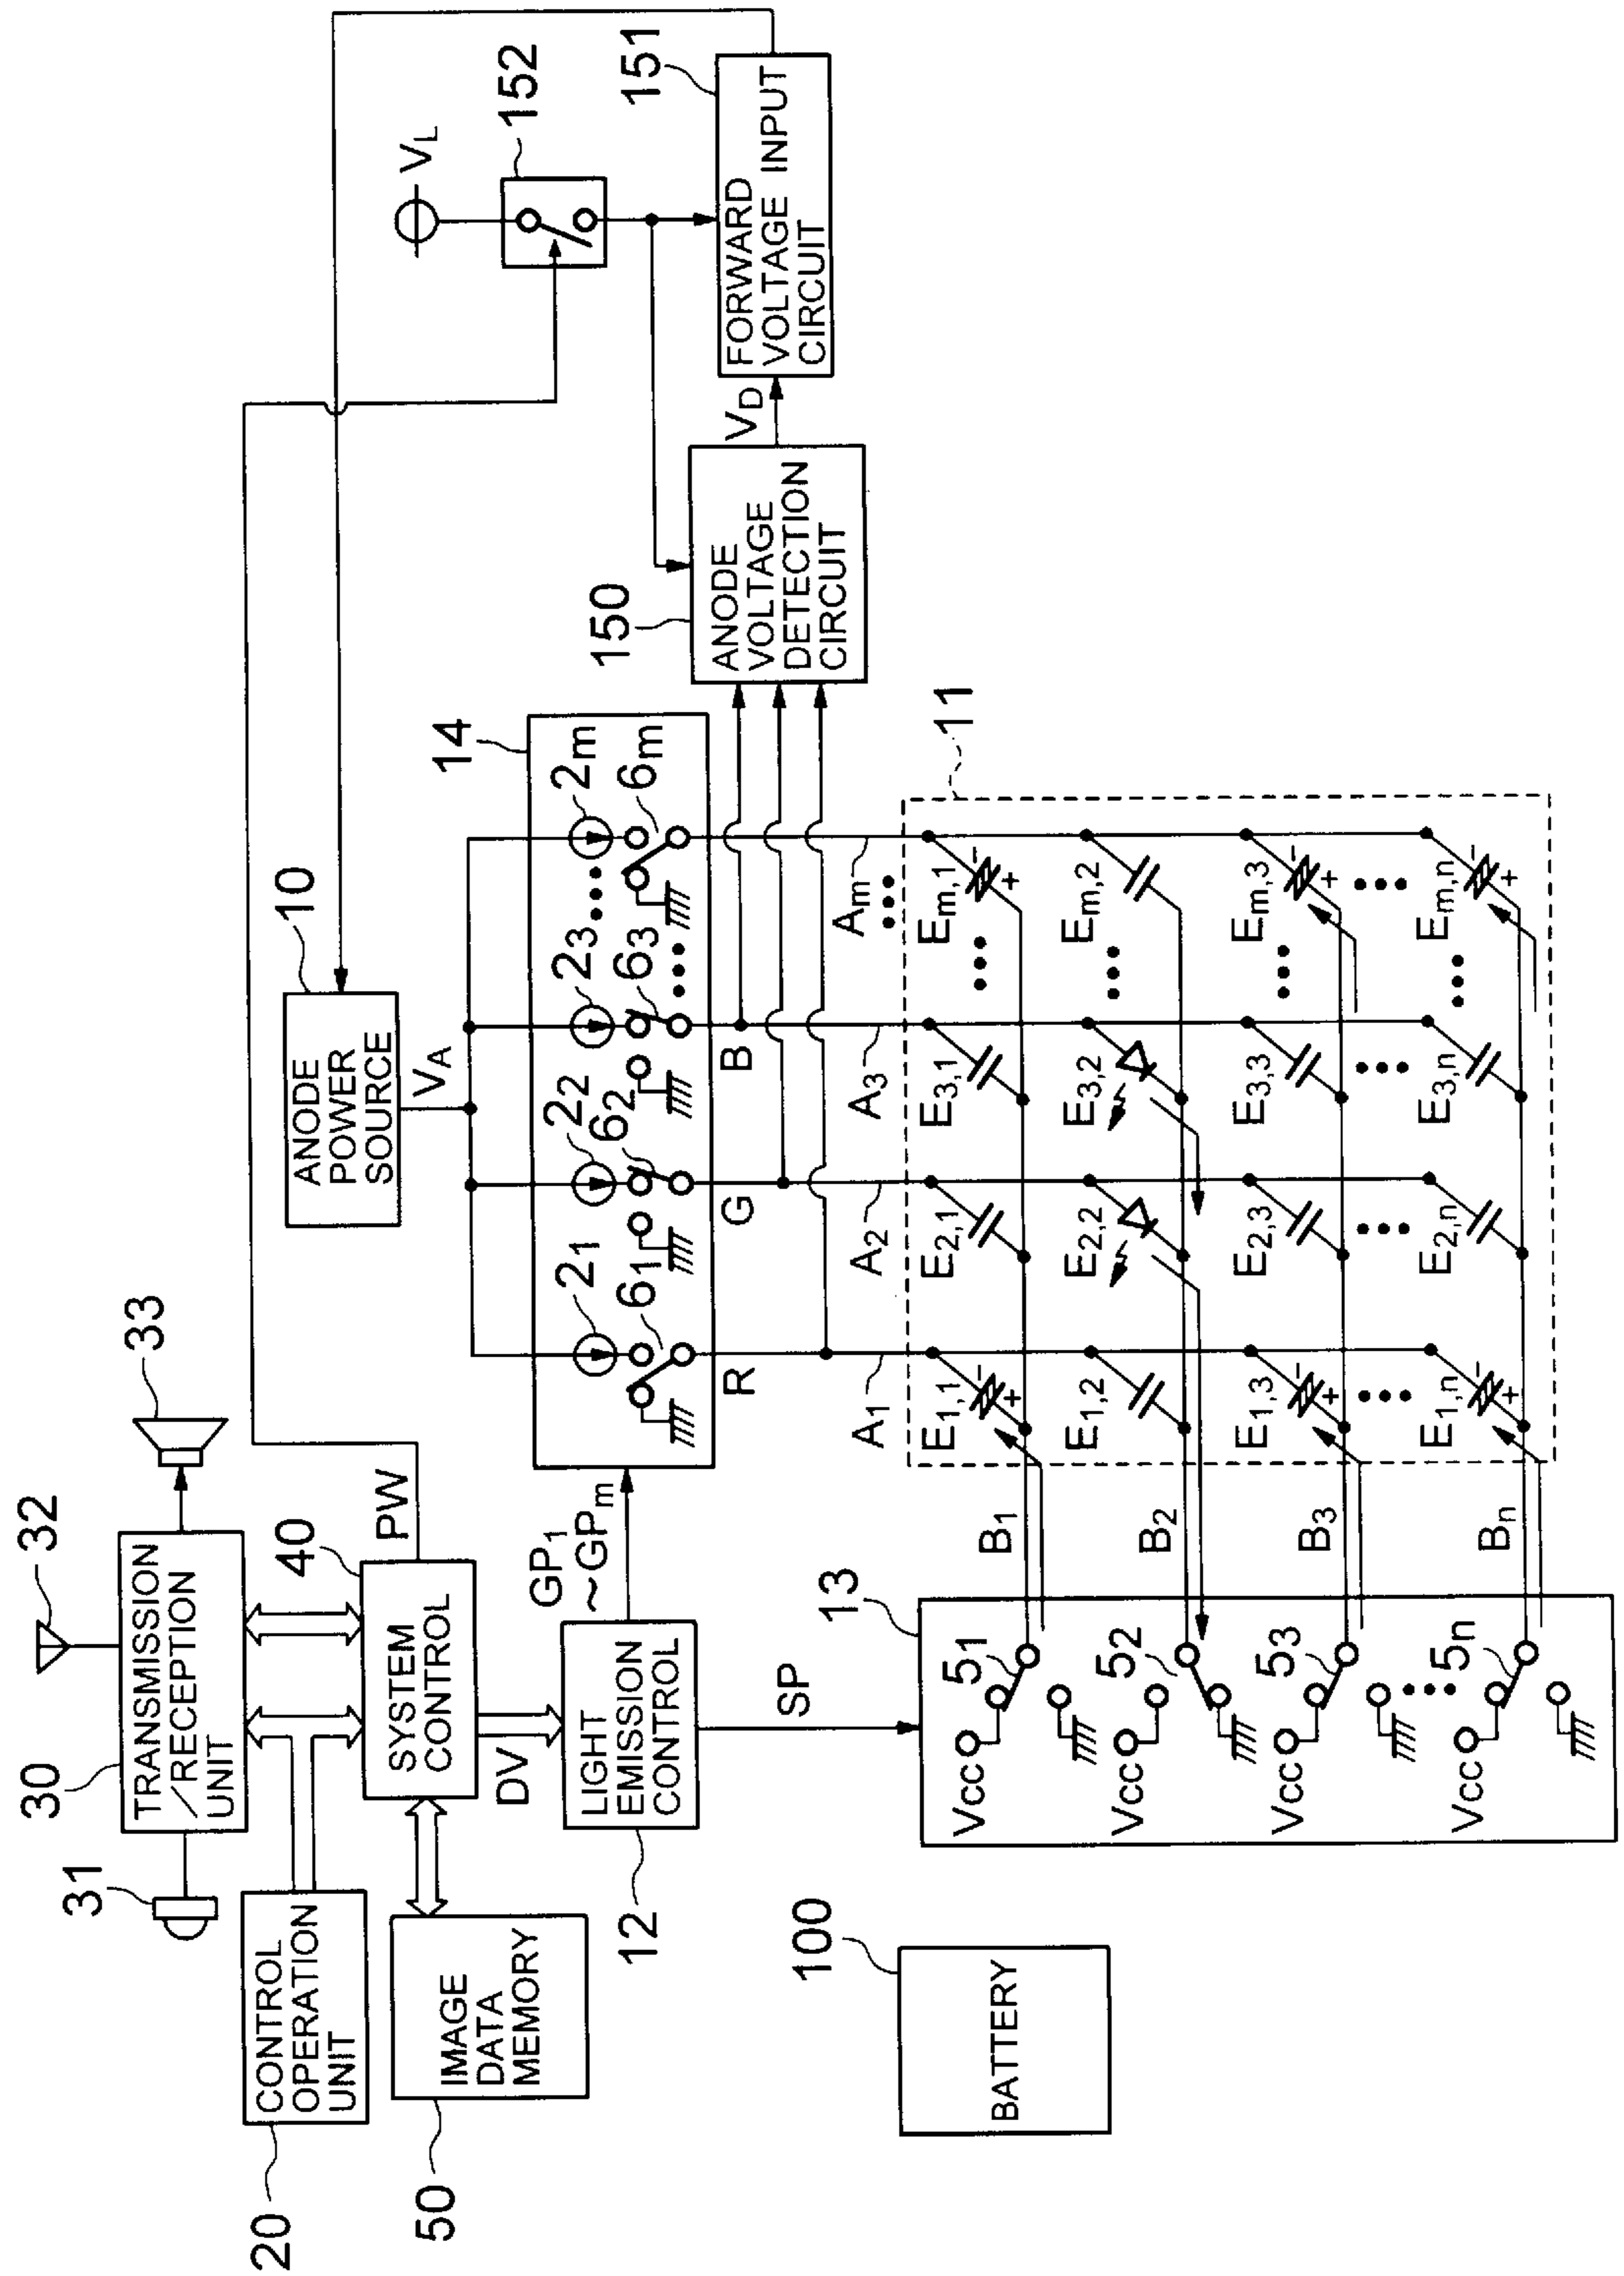 33
32
30
TRANSMISSION
/RECEPTION
UNIT
31
20
CONTROL
OPERATION
UNIT
40
SYSTEM
CONTROL
PW
50
IMAGE
DATA
MEMORY
DV
12
LIGHT
EMISSION
CONTROL
GP1
~GPm
SP
100
BATTERY
10
ANODE
POWER
SOURCE
VA
14
21
22
23
2m
61
62
63
6m
R
G
B
150
ANODE
VOLTAGE
DETECTION
CIRCUIT
VD
151
FORWARD
VOLTAGE INPUT
CIRCUIT
152
VL
11
A1
A2
A3
Am
E1,1
E2,1
E3,1
Em,1
E1,2
E2,2
E3,2
Em,2
E1,3
E2,3
E3,3
Em,3
E1,n
E2,n
E3,n
Em,n
- + - +
- + - +
- + - +
B1
B2
B3
Bn
13
Vcc 51
Vcc 52
Vcc 53
Vcc 5n